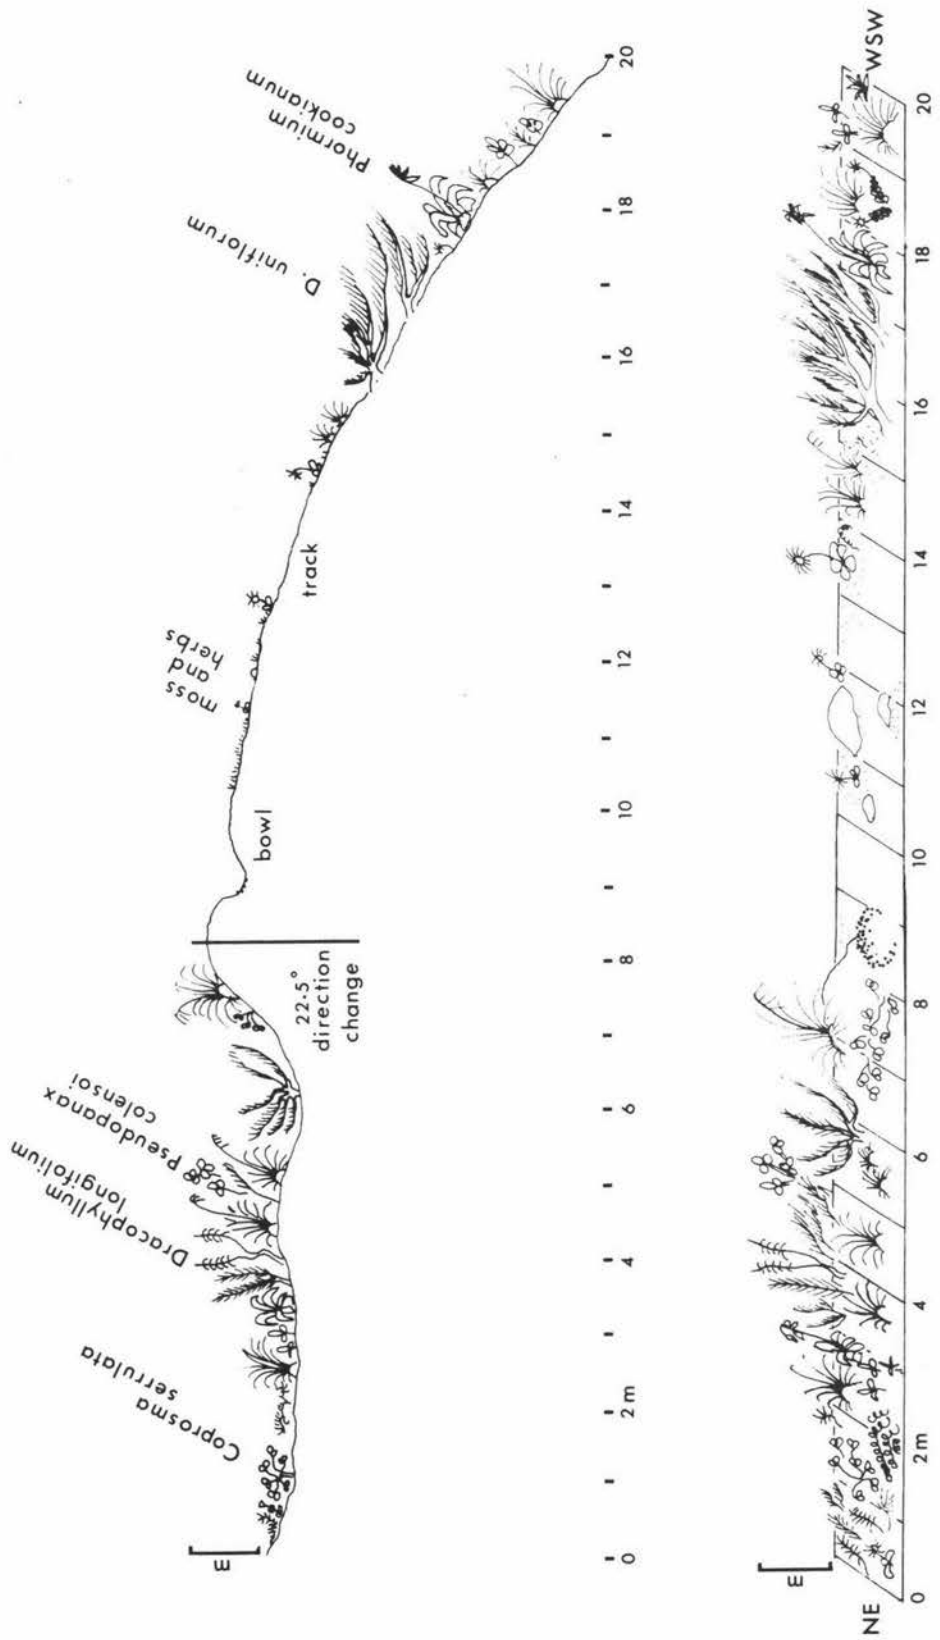 Coprosma
serrulata
Dracophyllum
longifolium
Pseudopanax
colensoi
moss
and
herbs
D. uniflorum
Phormium
cookianum
m
22·5°
direction
change
bowl
track
0 2m 4 6 8 10 12 14 16 18 20
m
NE
WSW
0 2m 4 6 8 10 12 14 16 18 20